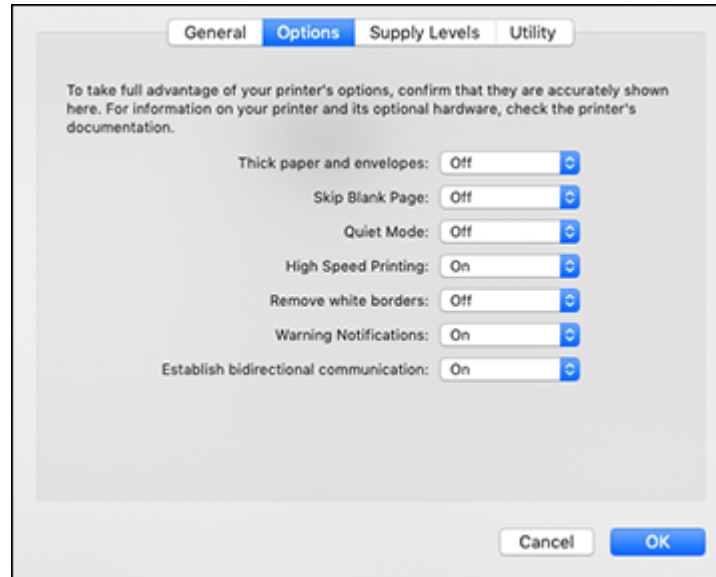 General Options Supply Levels Utility
To take full advantage of your printer's options, confirm that they are accurately shown
here. For information on your printer and its optional hardware, check the printer's
documentation.
Thick paper and envelopes: Off
Skip Blank Page: Off
Quiet Mode: Off
High Speed Printing: On
Remove white borders: Off
Warning Notifications: On
Establish bidirectional communication: On
Cancel OK